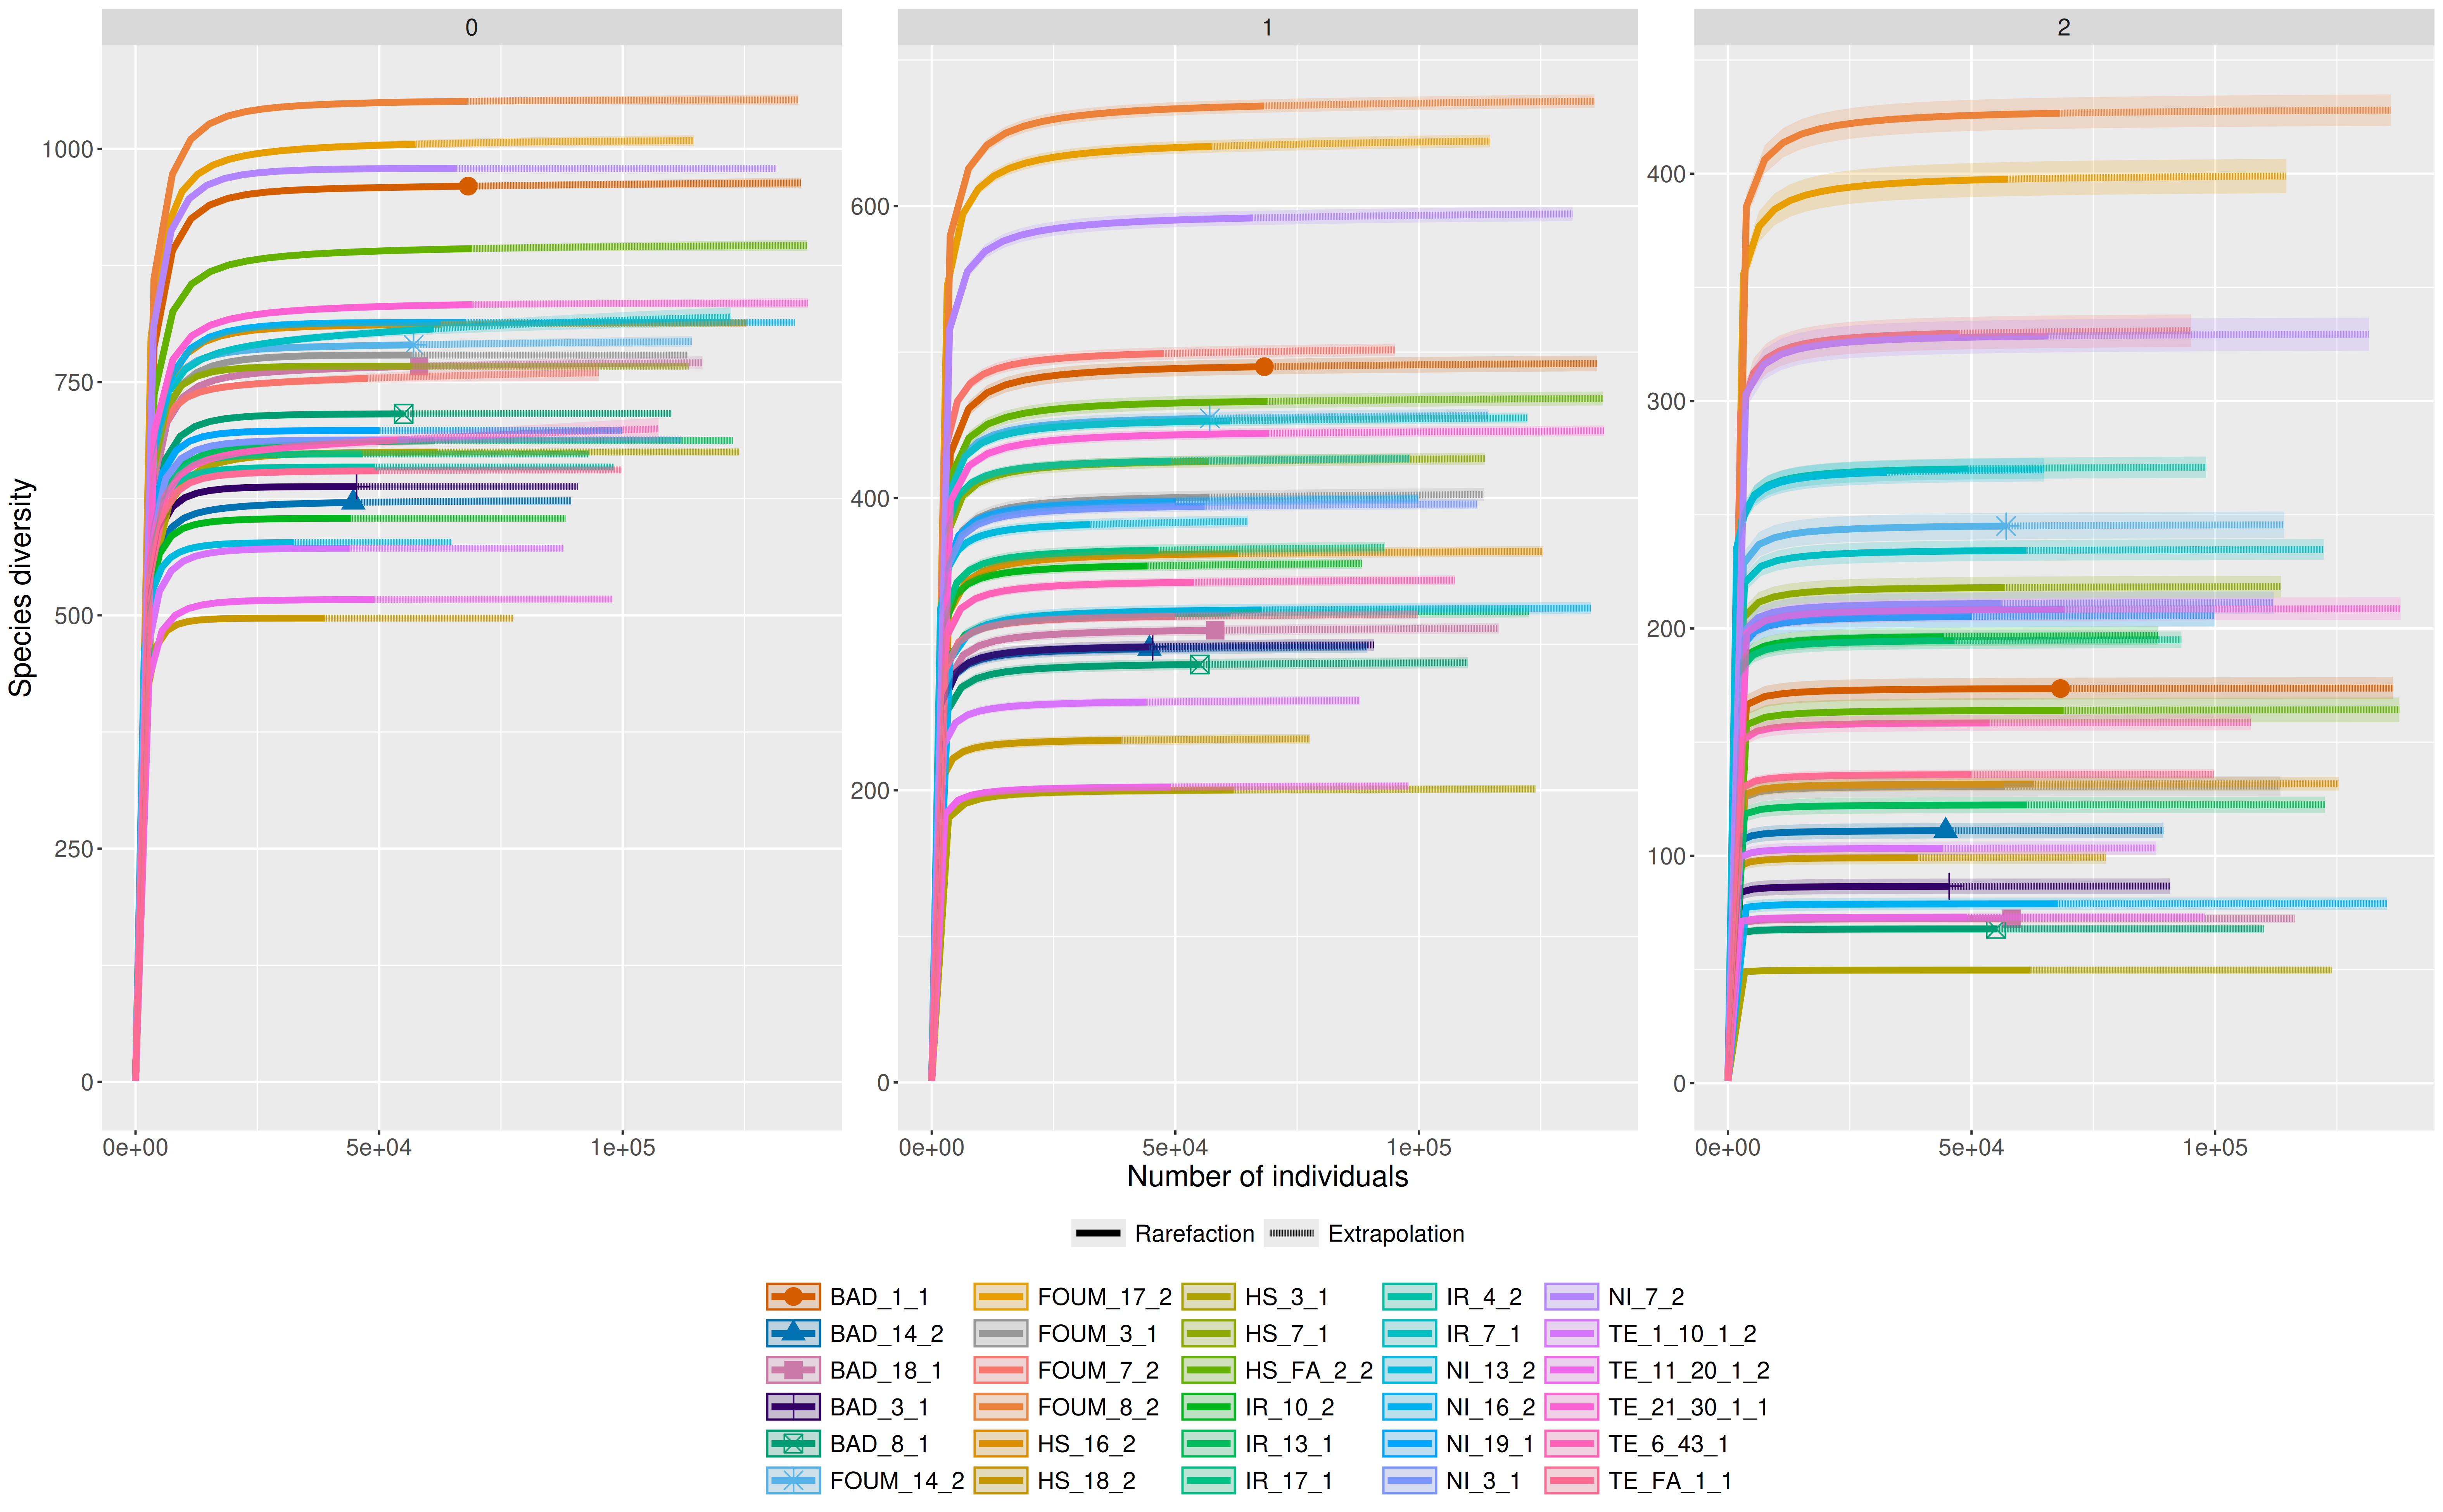 0 1 2
Species diversity
1000
750
500
250
0
600
400
200
0
400
300
200
100
0
0e+00 5e+04 1e+05 0e+00 5e+04 1e+05 0e+00 5e+04 1e+05
Number of individuals
Rarefaction Extrapolation
BAD_1_1 FOUM_17_2 HS_3_1 IR_4_2 NI_7_2
BAD_14_2 FOUM_3_1 HS_7_1 IR_7_1 TE_1_10_1_2
BAD_18_1 FOUM_7_2 HS_FA_2_2 NI_13_2 TE_11_20_1_2
BAD_3_1 FOUM_8_2 IR_10_2 NI_16_2 TE_21_30_1_1
BAD_8_1 HS_16_2 IR_13_1 NI_19_1 TE_6_43_1
FOUM_14_2 HS_18_2 IR_17_1 NI_3_1 TE_FA_1_1